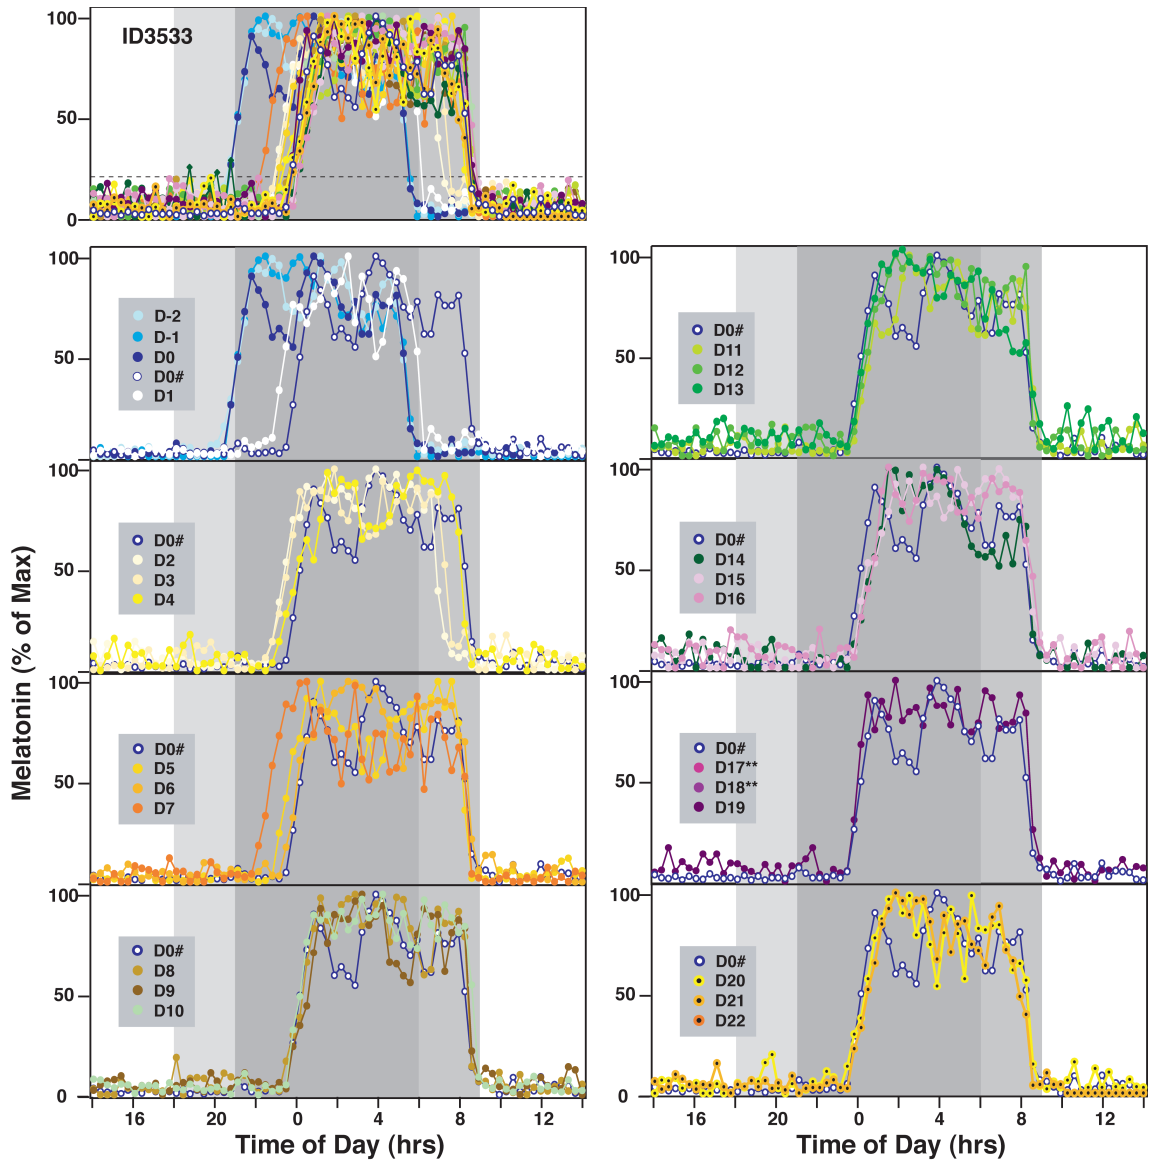 ID3533
100
50
0
100
50
D-2
D-1
D0
D0#
D1
100
50
D0#
D11
D12
D13
100
50
D0#
D2
D3
D4
100
50
D0#
D14
D15
D16
Melatonin (% of Max)
100
50
D0#
D5
D6
D7
100
50
D0#
D17**
D18**
D19
100
50
0
D0#
D8
D9
D10
100
50
0
D0#
D20
D21
D22
16 20 0 4 8 12
Time of Day (hrs)
16 20 0 4 8 12
Time of Day (hrs)